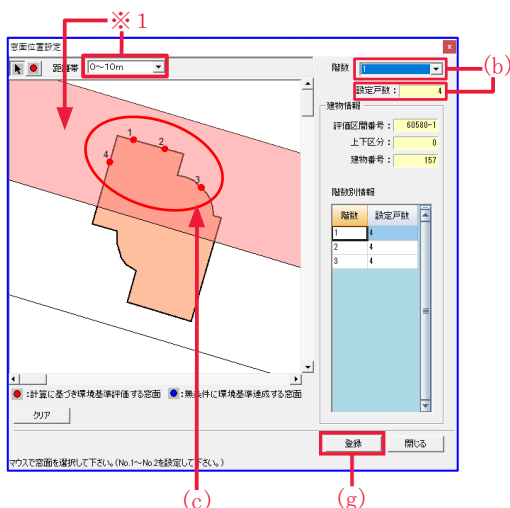 ※1
窓面位置設定
x
距離帯 0～10m
階数 1
(b)
設定戸数： 4
建物情報
評価区間番号： 60580-1
上下区分： 0
建物番号： 157
階数別情報
階数 設定戸数
1 4
2 4
3 4
1
2
3
4
：計算に基づき環境基準評価する窓面 ：無条件に環境基準達成する窓面
クリア
登録 閉じる
マウスで窓面を選択して下さい。(No.1～No.2を設定して下さい。)
(c)
(g)